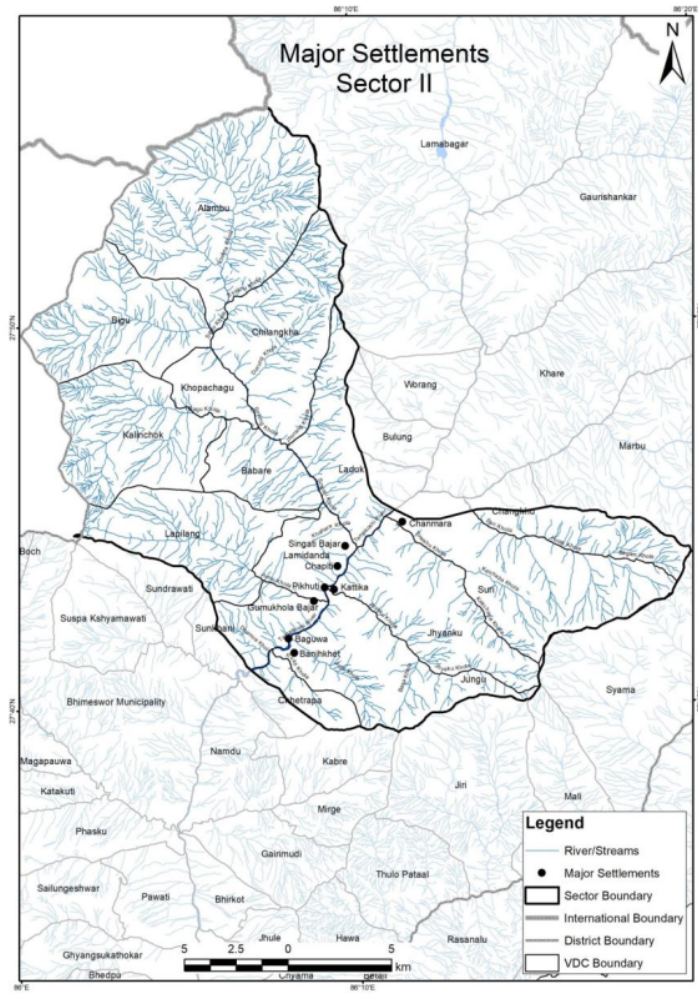 86°10'E
86°20'E
Major Settlements
Sector II
N
Lamabagar
Gaurishankar
Alambu
Bigu
Chilangkha
27°50'N
Khopachagu
Worang
Khare
Kalinchok
Bulung
Marbu
Babare
Laduk
Changkhu
Chanmara
Lapilang
Singati Bajar
Boch
Lamidanda
Chapiti
Sundrawati
Pikhuti
Kattika
Suri
Gumukhola Bajar
Suspa Kshyamawati
Sunkhani
Jhyanku
Baguwa
Banjhkhet
Jungu
Syama
Bhimeswor Municipality
Chhetrapa
27°40'N
Namdu
Kabre
Magapauwa
Jiri
Mali
Katakuti
Mirge
Phasku
Gairimudi
Thulo Pataal
Sailungeshwar
Pawati
Bhirkot
Jhule
Hawa
Rasanalu
Ghyangsukathokar
Bhedpu
Chyama
Betali
5 2.5 0 5
km
Legend
River/Streams
Major Settlements
Sector Boundary
International Boundary
District Boundary
VDC Boundary
86°E
86°10'E